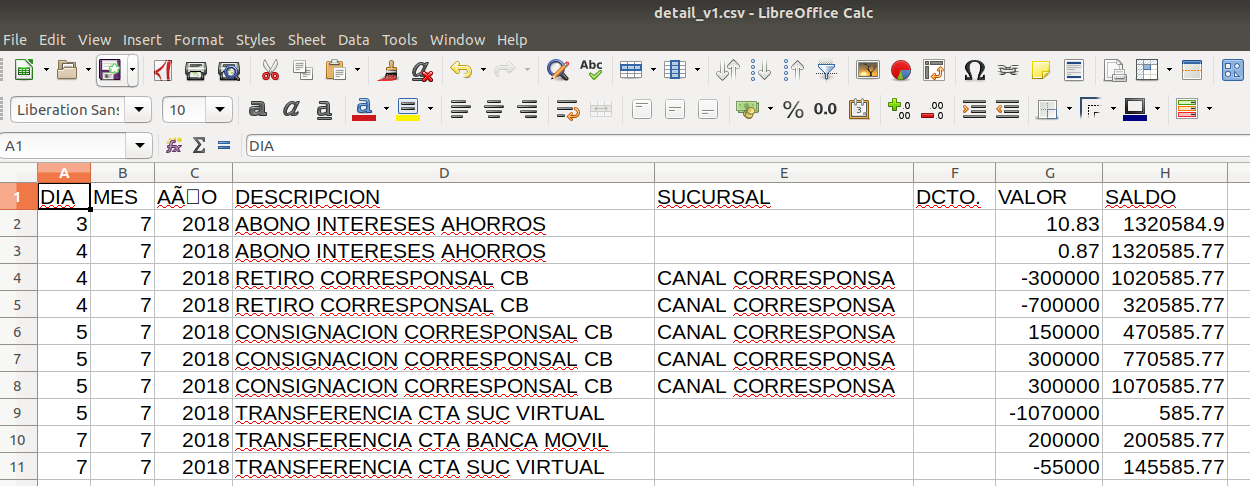 detail_v1.csv - LibreOffice Calc
File Edit View Insert Format Styles Sheet Data Tools Window Help
Abc
Liberation Sans 10 a a a a % 0.0
A1 fx Σ = DIA
A B C D E F G H
1 DIA MES AÃ□O DESCRIPCION SUCURSAL DCTO. VALOR SALDO
2 3 7 2018 ABONO INTERESES AHORROS 10.83 1320584.9
3 4 7 2018 ABONO INTERESES AHORROS 0.87 1320585.77
4 4 7 2018 RETIRO CORRESPONSAL CB CANAL CORRESPONSA -300000 1020585.77
5 4 7 2018 RETIRO CORRESPONSAL CB CANAL CORRESPONSA -700000 320585.77
6 5 7 2018 CONSIGNACION CORRESPONSAL CB CANAL CORRESPONSA 150000 470585.77
7 5 7 2018 CONSIGNACION CORRESPONSAL CB CANAL CORRESPONSA 300000 770585.77
8 5 7 2018 CONSIGNACION CORRESPONSAL CB CANAL CORRESPONSA 300000 1070585.77
9 5 7 2018 TRANSFERENCIA CTA SUC VIRTUAL -1070000 585.77
10 7 7 2018 TRANSFERENCIA CTA BANCA MOVIL 200000 200585.77
11 7 7 2018 TRANSFERENCIA CTA SUC VIRTUAL -55000 145585.77